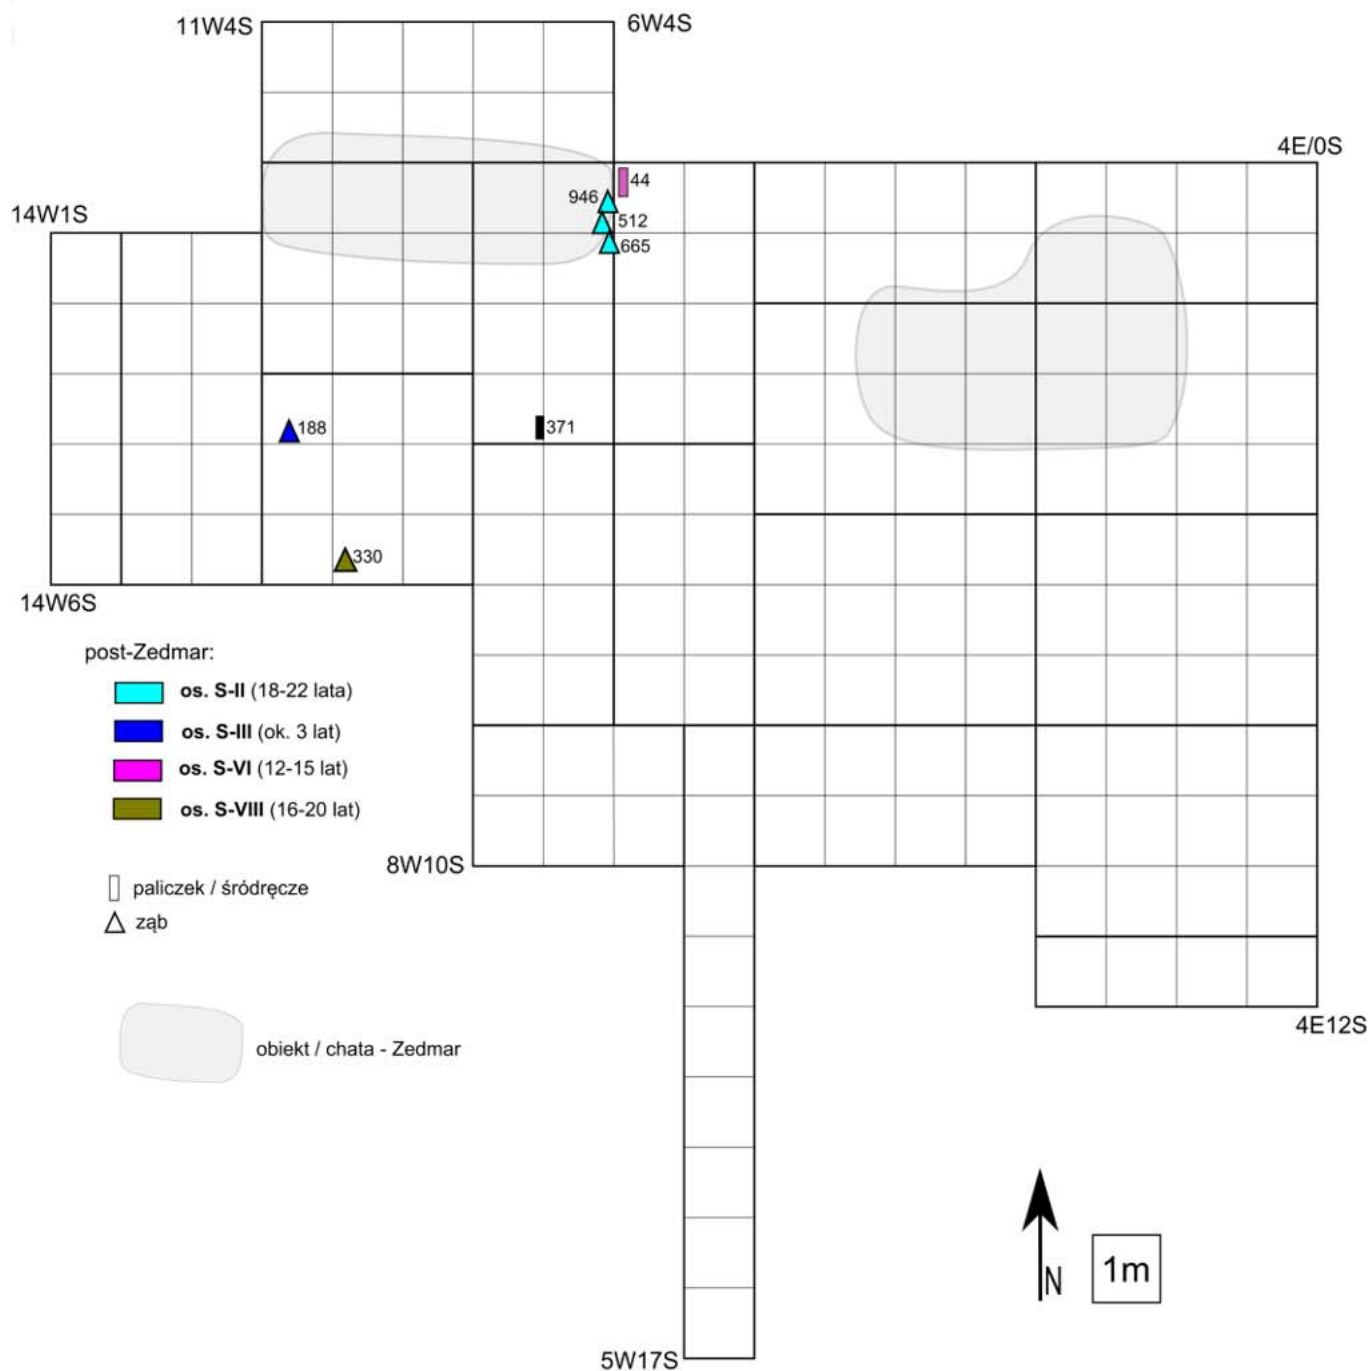 11W4S
6W4S
4E/0S
44
946
14W1S
512
665
188
371
330
14W6S
post-Zedmar:
os. S-II (18-22 lata)
os. S-III (ok. 3 lat)
os. S-VI (12-15 lat)
os. S-VIII (16-20 lat)
8W10S
paliczek / śródręcze
ząb
4E12S
obiekt / chata - Zedmar
N
1m
5W17S